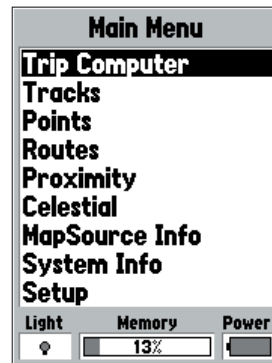 Main Menu
Trip Computer
Tracks
Points
Routes
Proximity
Celestial
MapSource Info
System Info
Setup
Light Memory Power
13%